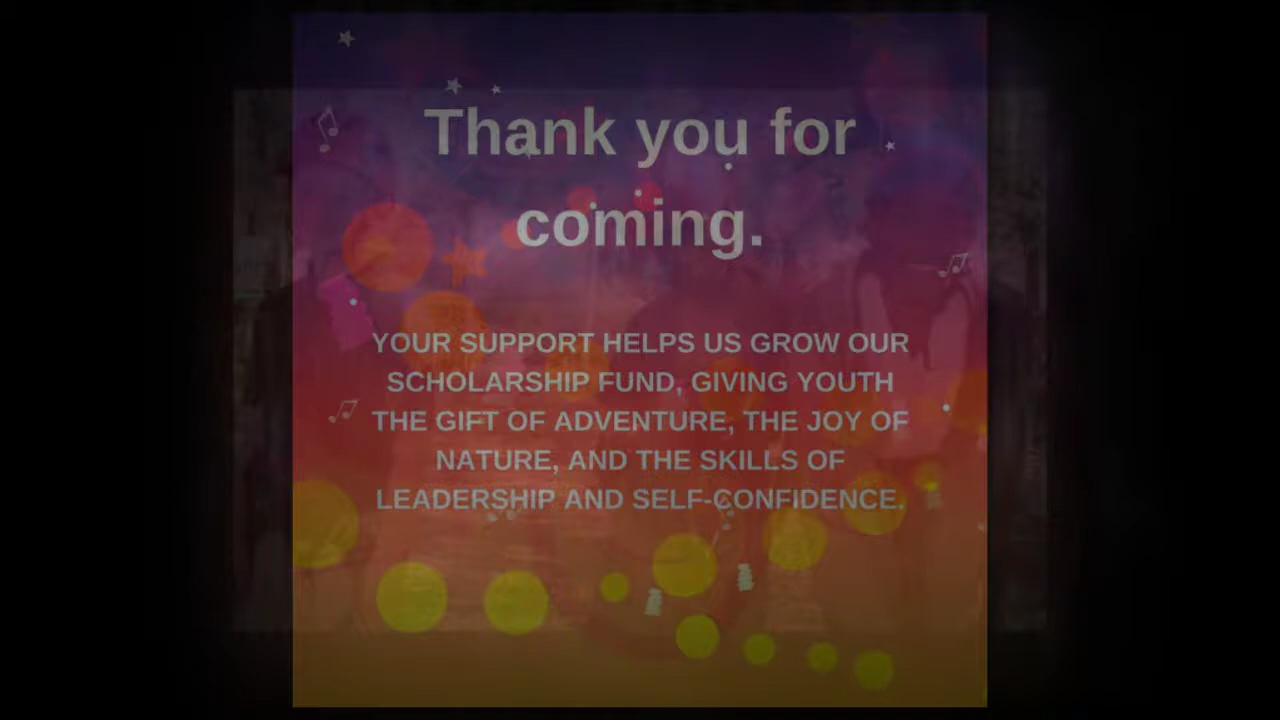 Thank you for
coming.
YOUR SUPPORT HELPS US GROW OUR
SCHOLARSHIP FUND, GIVING YOUTH
THE GIFT OF ADVENTURE, THE JOY OF
NATURE, AND THE SKILLS OF
LEADERSHIP AND SELF-CONFIDENCE.